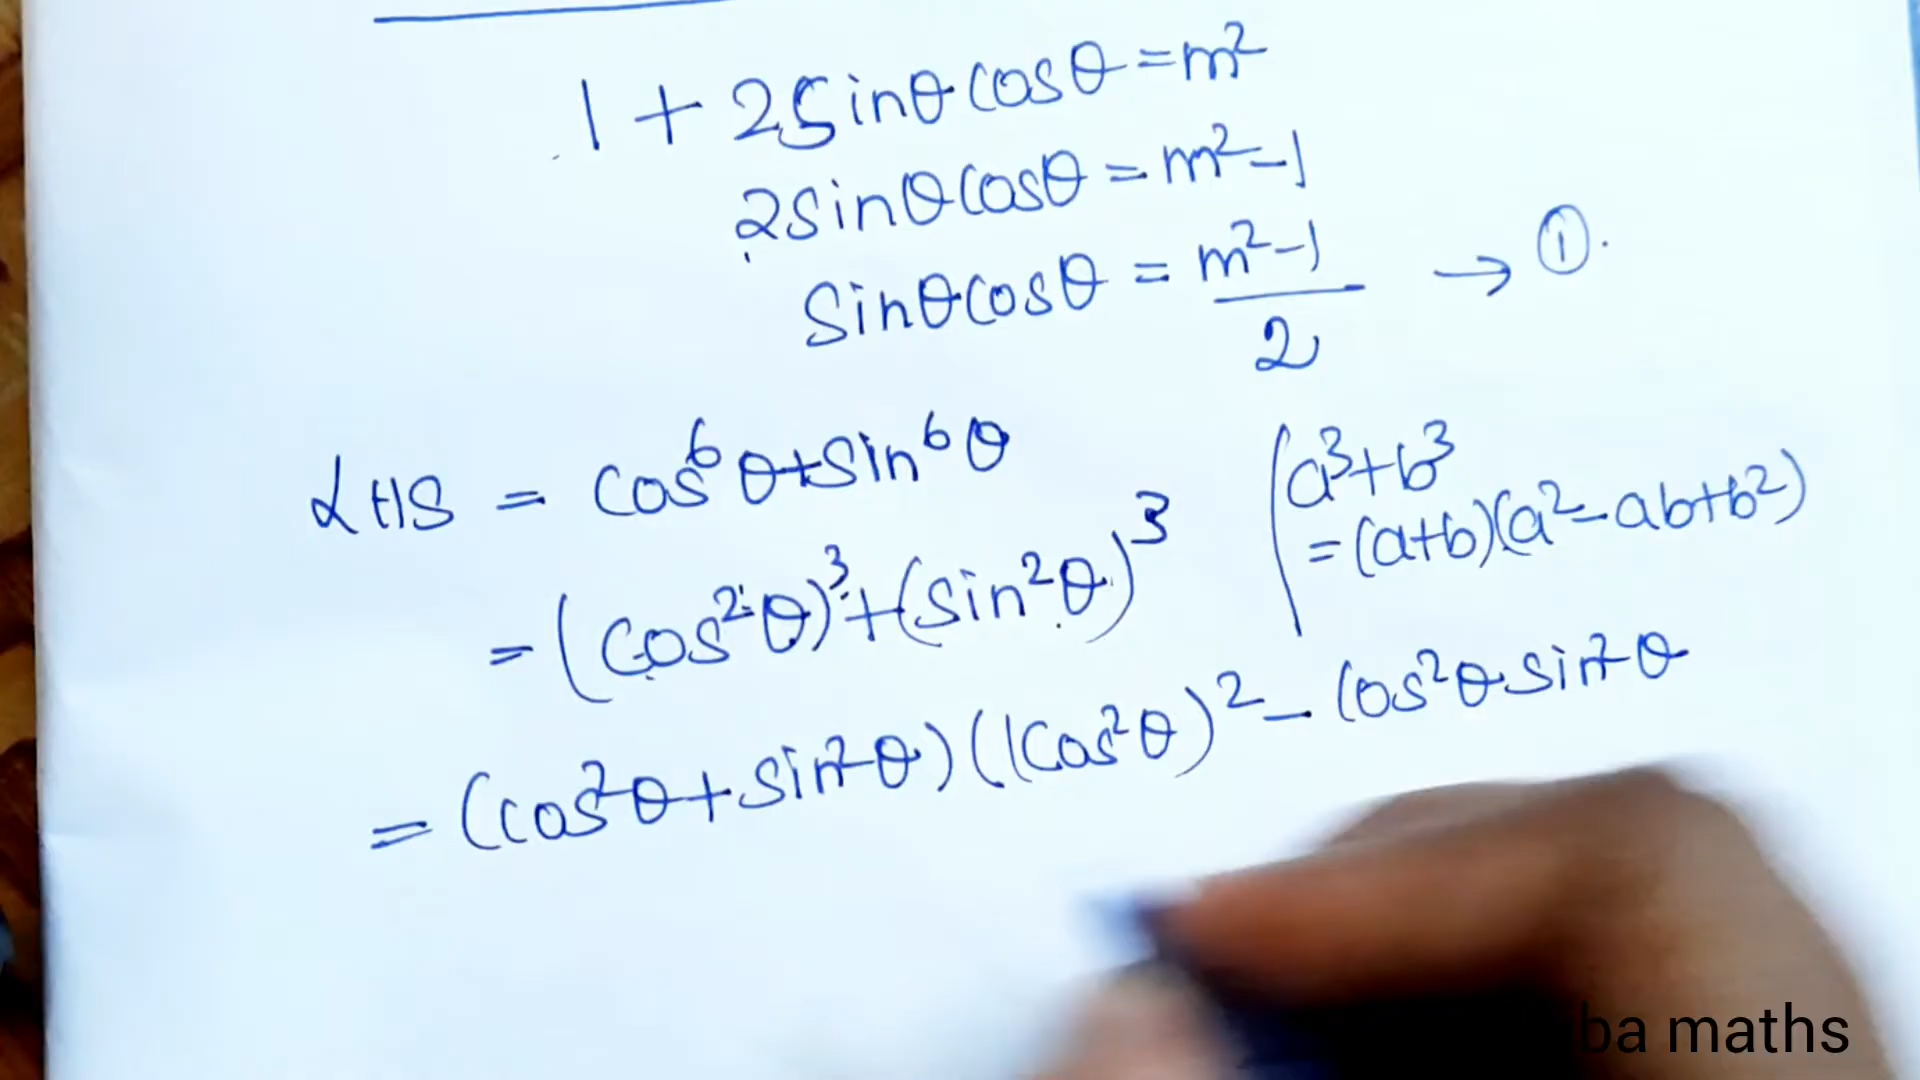 1 + 2Sinθ cosθ = m²
2sinθ cosθ = m²-1
Sinθ cosθ = m²-1 / 2 → ①.
LHS = cos⁶θ + sin⁶θ
= (cos²θ)³ + (sin²θ)³
a³+b³
= (a+b)(a²-ab+b²)
= (cos²θ + sin²θ) ((cos²θ)² - cos²θ sin²θ
ba maths